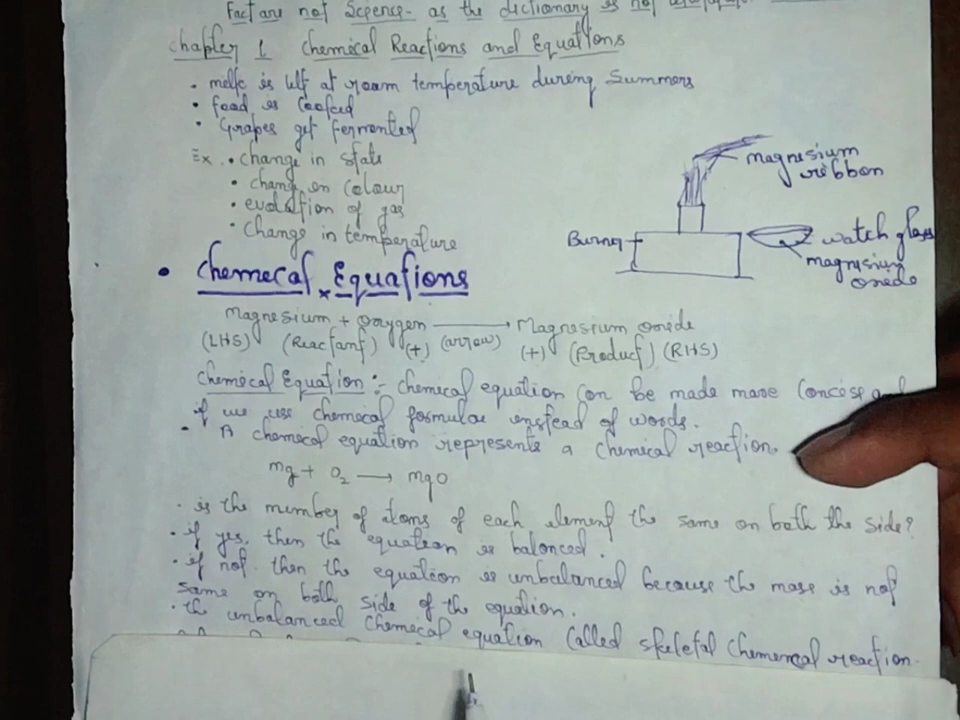 Fact are not Science. as the dictionary is not
Chapter 1 Chemical Reactions and Equations
• milk is left at room temperature during Summers
• food is Cooked
• Grapes get fermented
Ex. • change in state
• change in Colour
• evolution of gas
• Change in temperature
magnesium
ribbon
Burner
watch glass
magnesium
oxide
• Chemecal Equations
Magnesium + Oxygen ⟶ Magnesium oxide
(LHS) (Reactant) (+) (arrow) (+) (Product) (RHS)
Chemical Equation :- Chemical equation Can be made more Concise and
if we use chemical formulae instead of words.
• A chemical equation represents a chemical reaction.
mg + O2 ⟶ mgO
• is the number of atoms of each element the same on both the side?
• if yes, then the equation is balanced.
• if not. then the equation is unbalanced because the mass is not
same on both side of the equation.
• the unbalanced chemical equation Called skeletal chemical reaction.